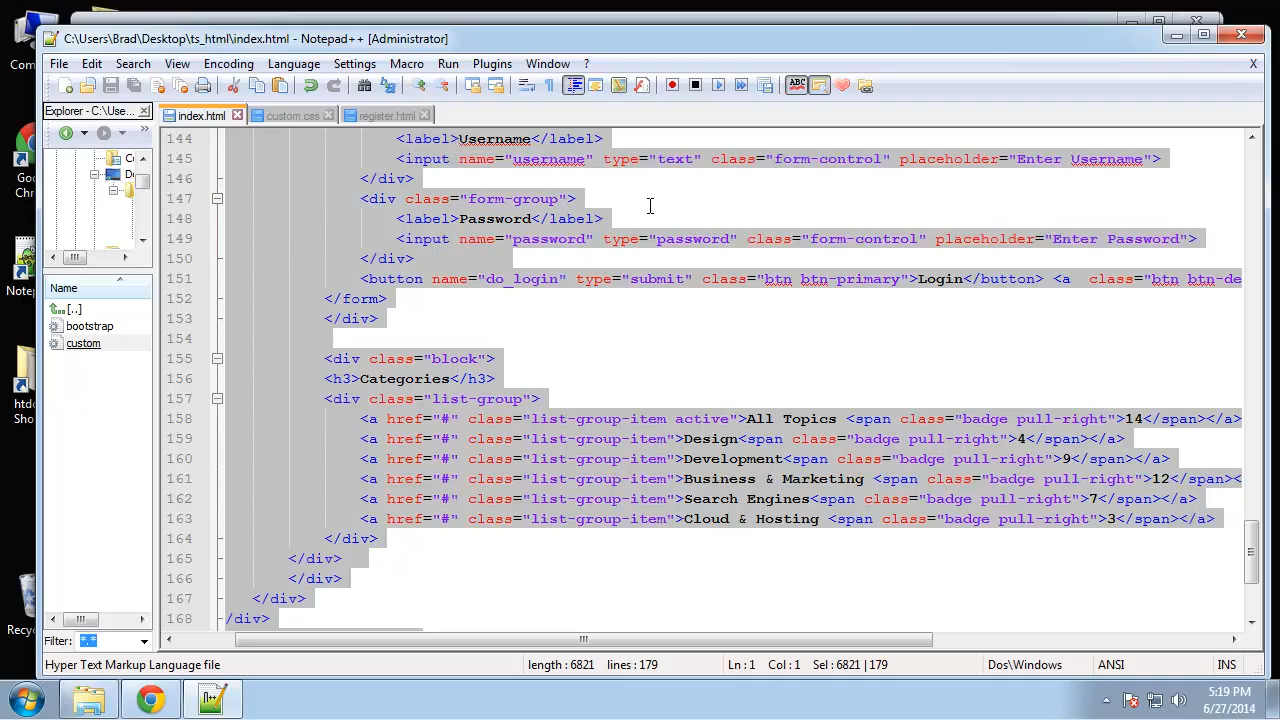 C:\Users\Brad\Desktop\ts_html\index.html - Notepad++ [Administrator]
File Edit Search View Encoding Language Settings Macro Run Plugins Window ? X
Explorer - C:\Use...
index.html custom.css register.html
144 <label>Username</label>
145 <input name="username" type="text" class="form-control" placeholder="Enter Username">
146 </div>
147 <div class="form-group">
148 <label>Password</label>
149 <input name="password" type="password" class="form-control" placeholder="Enter Password">
150 </div>
151 <button name="do_login" type="submit" class="btn btn-primary">Login</button> <a  class="btn btn-de
152 </form>
153 </div>
154
155 <div class="block">
156 <h3>Categories</h3>
157 <div class="list-group">
158 <a href="#" class="list-group-item active">All Topics <span class="badge pull-right">14</span></a>
159 <a href="#" class="list-group-item">Design<span class="badge pull-right">4</span></a>
160 <a href="#" class="list-group-item">Development<span class="badge pull-right">9</span></a>
161 <a href="#" class="list-group-item">Business & Marketing <span class="badge pull-right">12</span><
162 <a href="#" class="list-group-item">Search Engines<span class="badge pull-right">7</span></a>
163 <a href="#" class="list-group-item">Cloud & Hosting <span class="badge pull-right">3</span></a>
164 </div>
165 </div>
166 </div>
167 </div>
168 /div>
Name
[..]
bootstrap
custom
Filter: *.*
Hyper Text Markup Language file length : 6821 lines : 179 Ln : 1 Col : 1 Sel : 6821 | 179 Dos\Windows ANSI INS
5:19 PM
6/27/2014